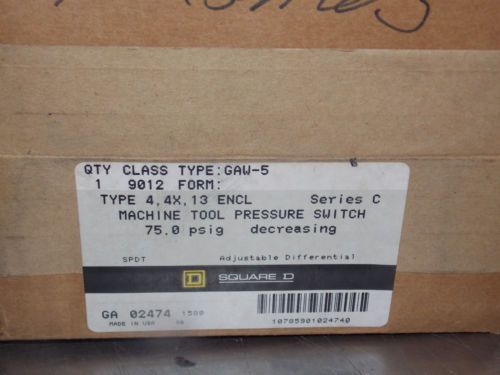 QTY CLASS TYPE:GAW-5
1 9012 FORM:
TYPE 4,4X,13 ENCL Series C
MACHINE TOOL PRESSURE SWITCH
75.0 psig decreasing
SPDT Adjustable Differential
D SQUARE D
GA 02474 1500
MADE IN USA
10785901024740